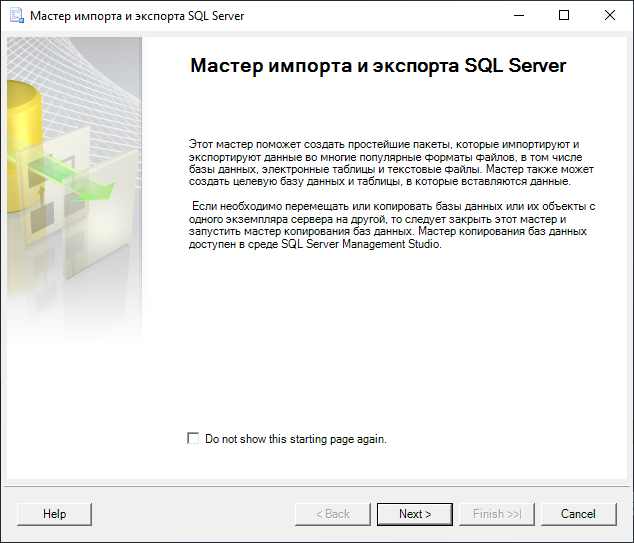 Мастер импорта и экспорта SQL Server
Мастер импорта и экспорта SQL Server
Этот мастер поможет создать простейшие пакеты, которые импортируют и
экспортируют данные во многие популярные форматы файлов, в том числе
базы данных, электронные таблицы и текстовые файлы. Мастер также может
создать целевую базу данных и таблицы, в которые вставляются данные.
Если необходимо перемещать или копировать базы данных или их объекты с
одного экземпляра сервера на другой, то следует закрыть этот мастер и
запустить мастер копирования баз данных. Мастер копирования баз данных
доступен в среде SQL Server Management Studio.
Do not show this starting page again.
Help
< Back
Next >
Finish >>|
Cancel